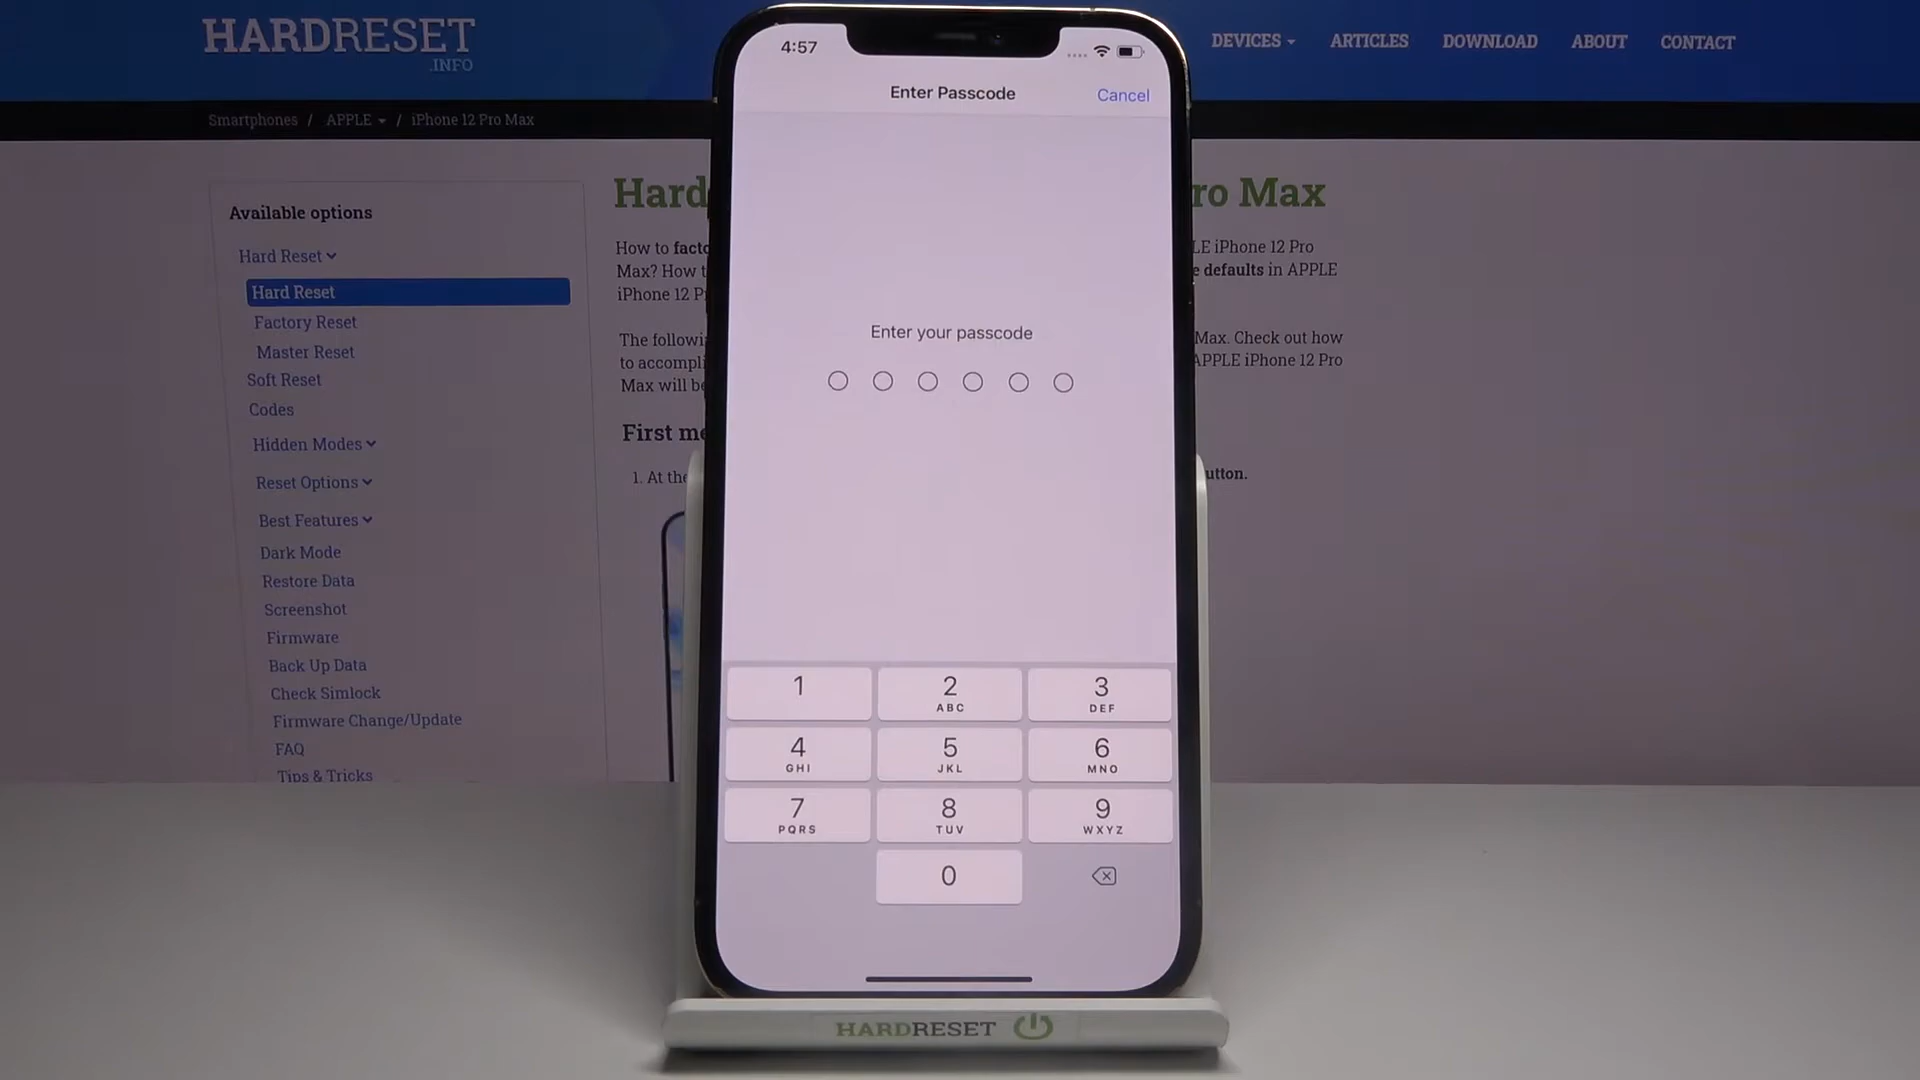 HARDRESET
.INFO
DEVICES
ARTICLES
DOWNLOAD
ABOUT
CONTACT
Smartphones / APPLE / iPhone 12 Pro Max
Available options
Hard Reset
Hard Reset
Factory Reset
Master Reset
Soft Reset
Codes
Hidden Modes
Reset Options
Best Features
Dark Mode
Restore Data
Screenshot
Firmware
Back Up Data
Check Simlock
Firmware Change/Update
FAQ
Tips & Tricks
Hard
ro Max
How to facto
LE iPhone 12 Pro
Max? How t
e defaults in APPLE
iPhone 12 P
The followi
Max. Check out how
to accompli
APPLE iPhone 12 Pro
Max will be
First me
1. At the
utton.
4:57
Enter Passcode
Cancel
Enter your passcode
1
2
ABC
3
DEF
4
GHI
5
JKL
6
MNO
7
PQRS
8
TUV
9
WXYZ
0
HARDRESET